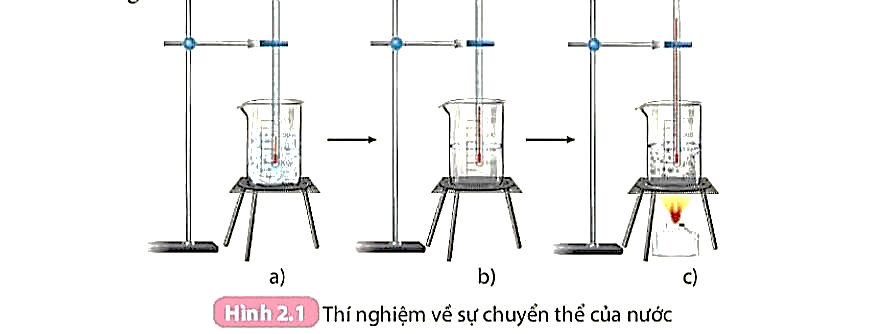 a)
b)
c)
Hình 2.1 Thí nghiệm về sự chuyển thể của nước